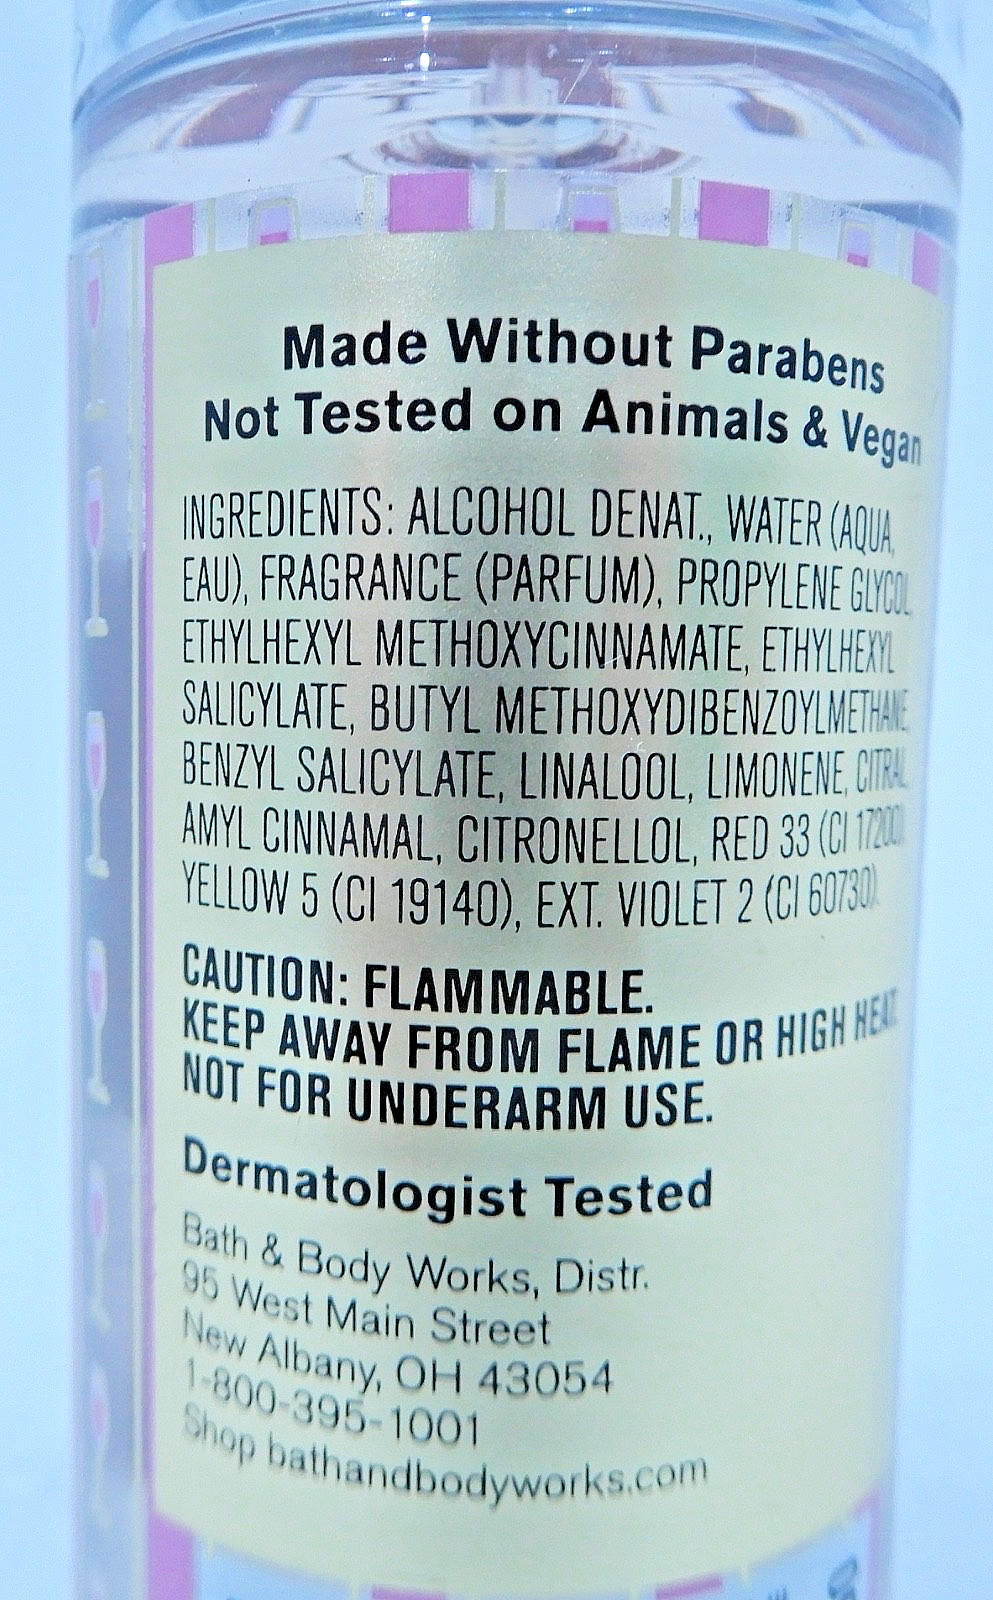 Made Without Parabens
Not Tested on Animals & Vegan
INGREDIENTS: ALCOHOL DENAT., WATER (AQUA,
EAU), FRAGRANCE (PARFUM), PROPYLENE GLYCOL,
ETHYLHEXYL METHOXYCINNAMATE, ETHYLHEXYL
SALICYLATE, BUTYL METHOXYDIBENZOYLMETHANE,
BENZYL SALICYLATE, LINALOOL, LIMONENE, CITRAL,
AMYL CINNAMAL, CITRONELLOL, RED 33 (CI 17200),
YELLOW 5 (CI 19140), EXT. VIOLET 2 (CI 60730).
CAUTION: FLAMMABLE.
KEEP AWAY FROM FLAME OR HIGH HEAT.
NOT FOR UNDERARM USE.
Dermatologist Tested
Bath & Body Works, Distr.
95 West Main Street
New Albany, OH 43054
1-800-395-1001
Shop bathandbodyworks.com